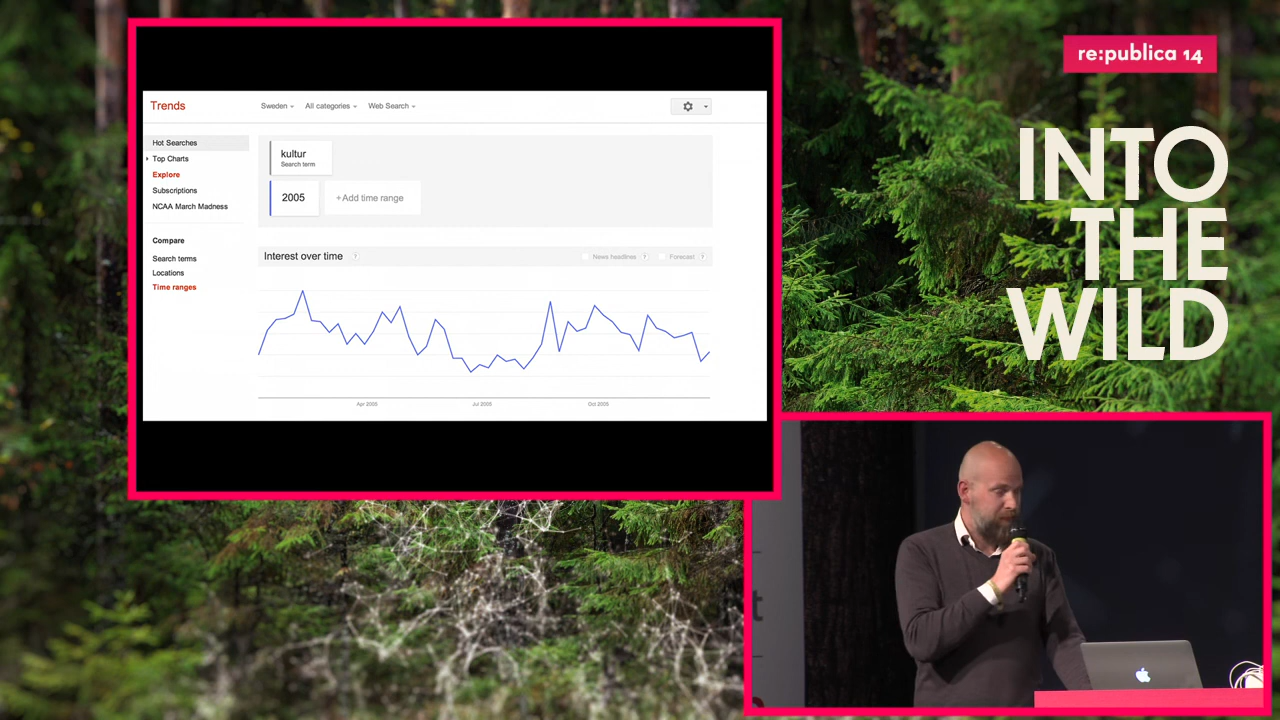 re:publica 14
INTO
THE
WILD
Trends
Sweden
All categories
Web Search
Hot Searches
Top Charts
Explore
Subscriptions
NCAA March Madness
Compare
Search terms
Locations
Time ranges
kultur
Search term
2005
+Add time range
Interest over time
?
News headlines
?
Forecast
?
Apr 2005
Jul 2005
Oct 2005